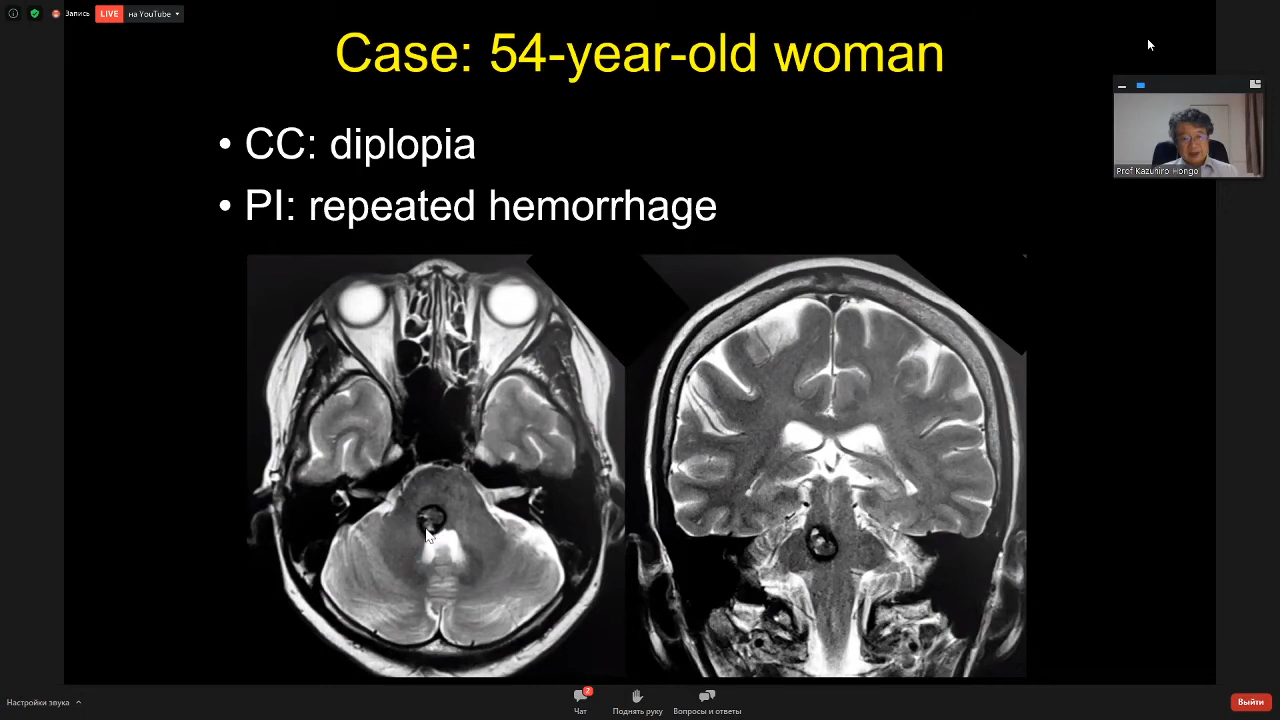 Запись
LIVE
на YouTube
Case: 54-year-old woman
• CC: diplopia
• PI: repeated hemorrhage
Prof Kazuhiro Hongo
Настройки звука
Чат
2
Поднять руку
Вопросы и ответы
Выйти